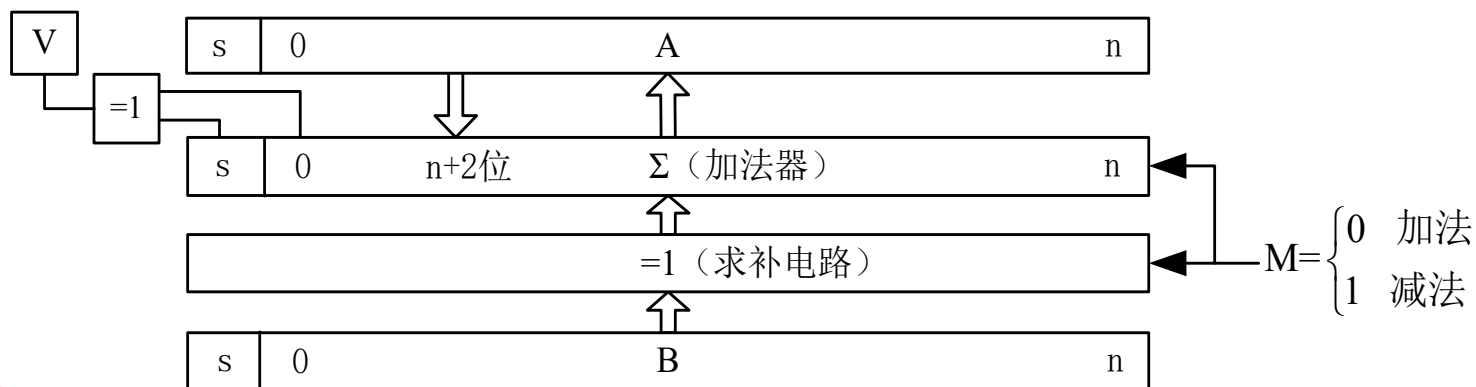 V
s 0 A n
=1
s 0 n+2位 Σ（加法器） n
=1（求补电路）
M={0 加法
1 减法
s 0 B n